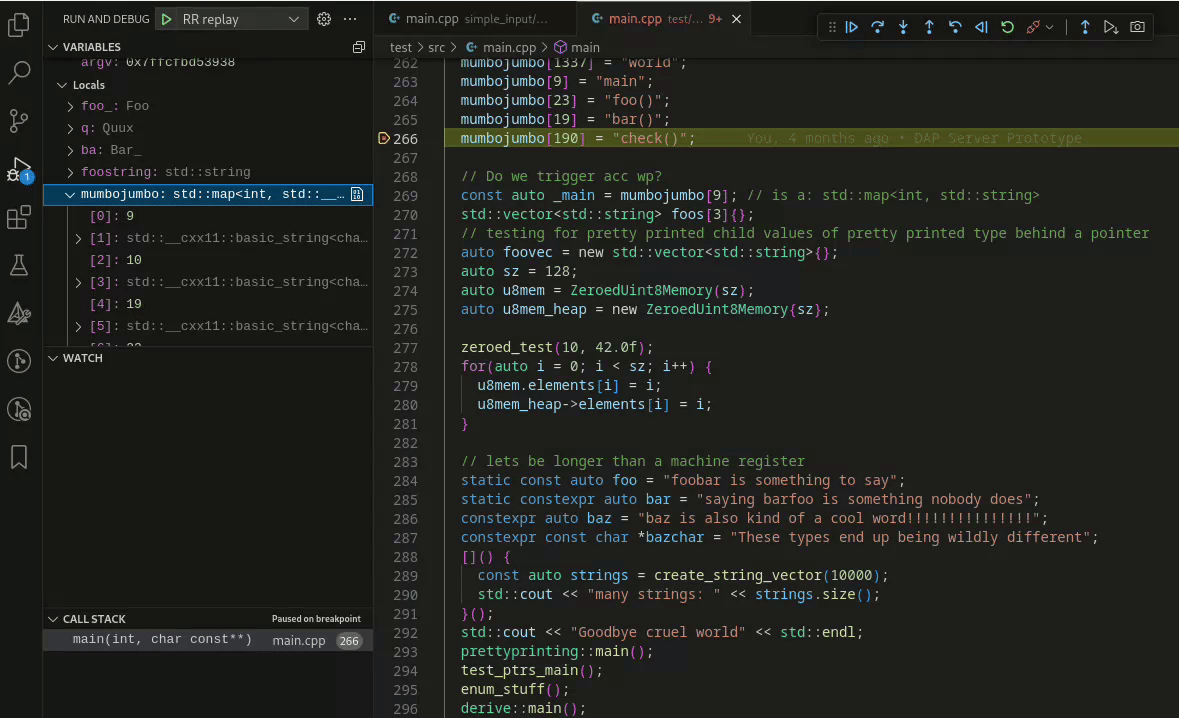 RUN AND DEBUG RR replay
main.cpp simple_input/...
main.cpp test/... 9+
VARIABLES
argv: 0x7ffcfbd53938
Locals
foo_: Foo
q: Quux
ba: Bar_
foostring: std::string
mumbojumbo: std::map<int, std::__…
[0]: 9
[1]: std::__cxx11::basic_string<cha…
[2]: 10
[3]: std::__cxx11::basic_string<cha…
[4]: 19
[5]: std::__cxx11::basic_string<cha…
WATCH
CALL STACK Paused on breakpoint
main(int, char const**) main.cpp 266
1
test > src > main.cpp > main
262 mumbojumbo[1337] = "world";
263 mumbojumbo[9] = "main";
264 mumbojumbo[23] = "foo()";
265 mumbojumbo[19] = "bar()";
266 mumbojumbo[190] = "check()"; You, 4 months ago • DAP Server Prototype
267
268 // Do we trigger acc wp?
269 const auto _main = mumbojumbo[9]; // is a: std::map<int, std::string>
270 std::vector<std::string> foos[3]{};
271 // testing for pretty printed child values of pretty printed type behind a pointer
272 auto foovec = new std::vector<std::string>{};
273 auto sz = 128;
274 auto u8mem = ZeroedUint8Memory(sz);
275 auto u8mem_heap = new ZeroedUint8Memory{sz};
276
277 zeroed_test(10, 42.0f);
278 for(auto i = 0; i < sz; i++) {
279 u8mem.elements[i] = i;
280 u8mem_heap->elements[i] = i;
281 }
282
283 // lets be longer than a machine register
284 static const auto foo = "foobar is something to say";
285 static constexpr auto bar = "saying barfoo is something nobody does";
286 constexpr auto baz = "baz is also kind of a cool word!!!!!!!!!!!!!!!";
287 constexpr const char *bazchar = "These types end up being wildly different";
288 []() {
289 const auto strings = create_string_vector(10000);
290 std::cout << "many strings: " << strings.size();
291 }();
292 std::cout << "Goodbye cruel world" << std::endl;
293 prettyprinting::main();
294 test_ptrs_main();
295 enum_stuff();
296 derive::main();